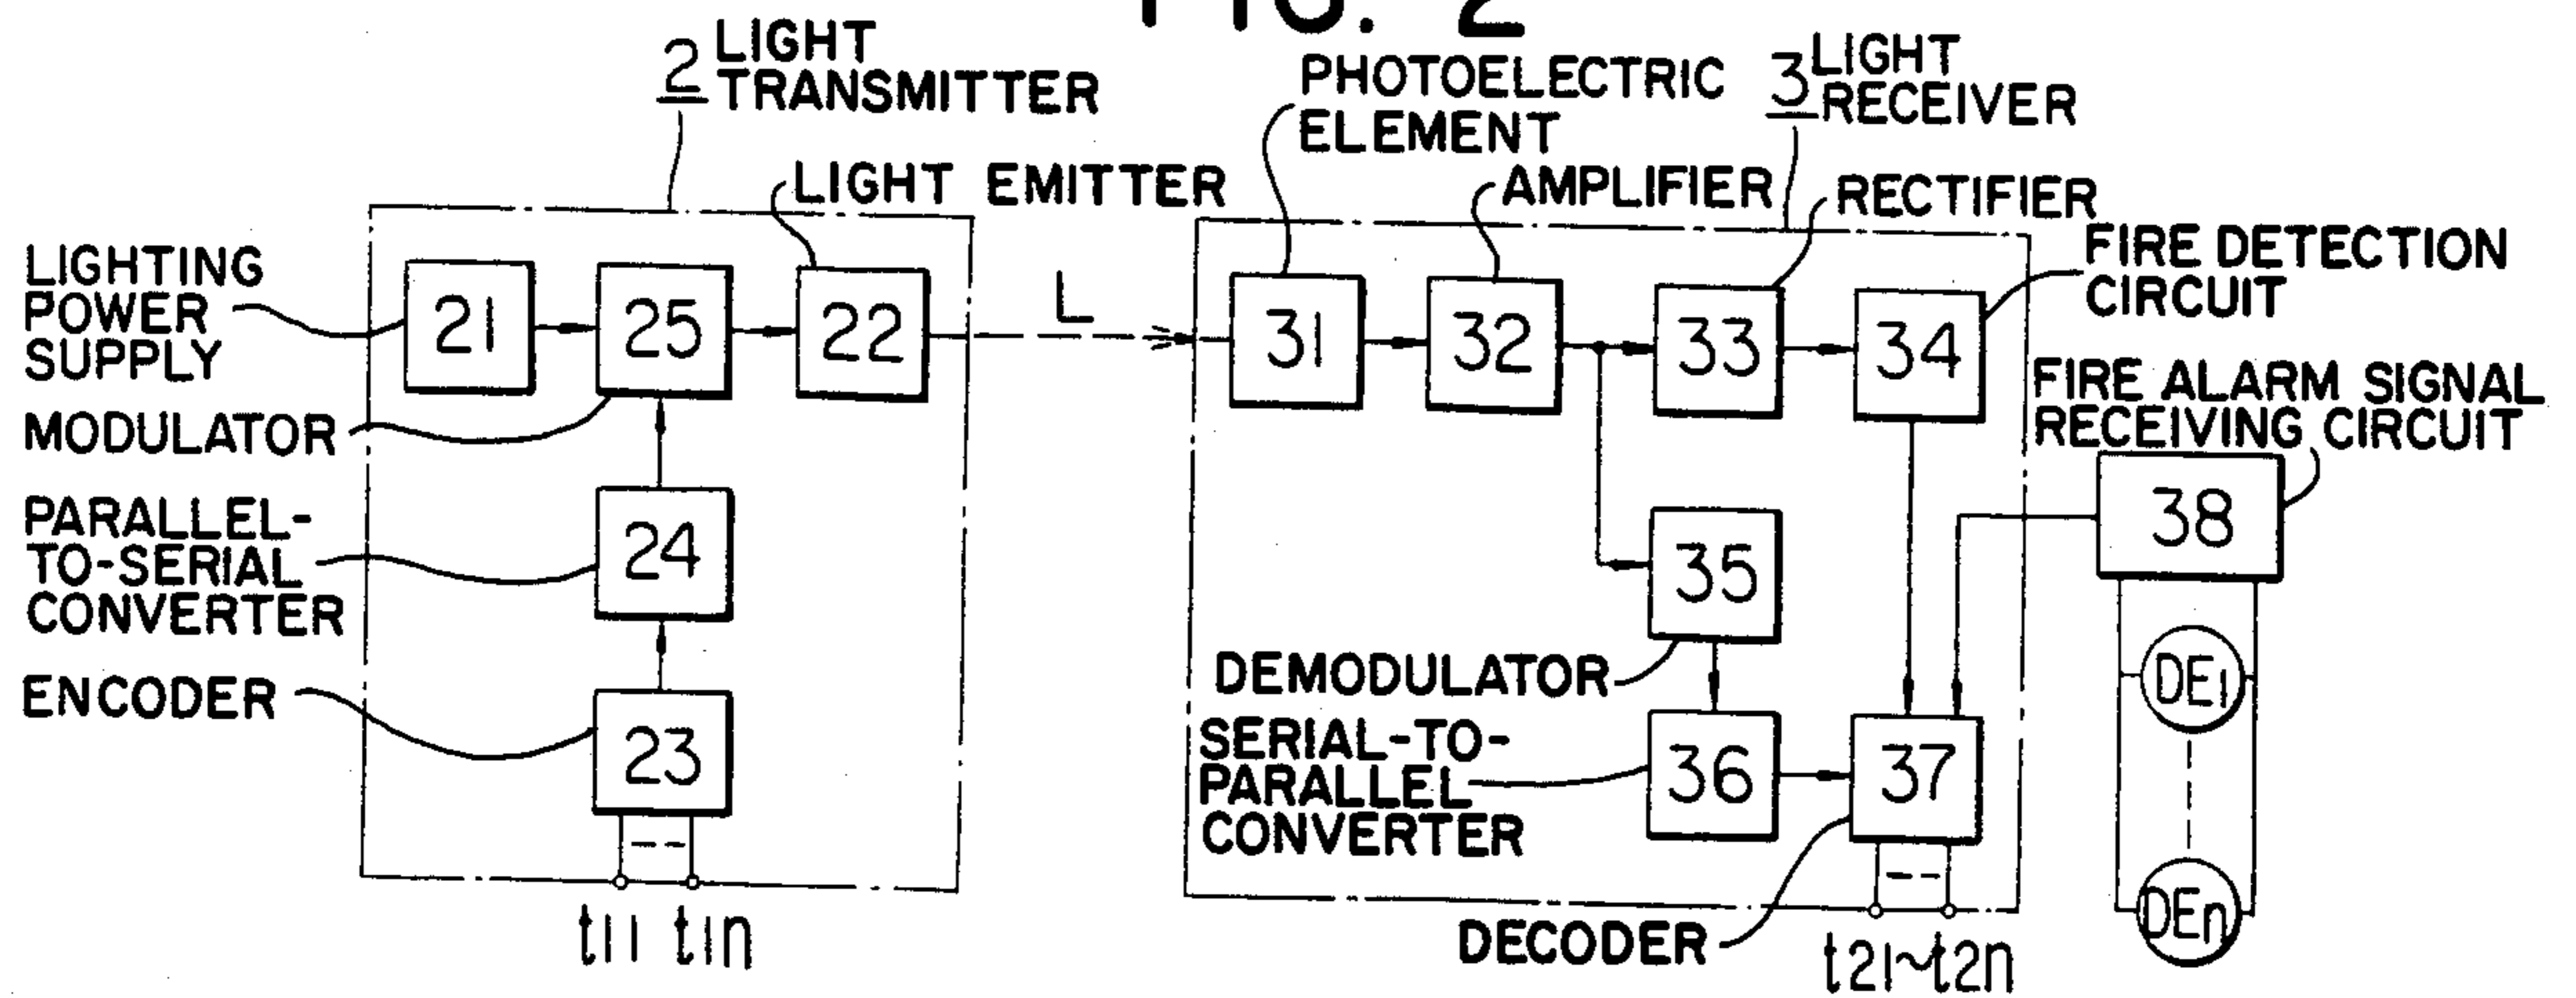 FIG. 2
2 LIGHT
TRANSMITTER
PHOTOELECTRIC
ELEMENT
3 LIGHT
RECEIVER
LIGHT EMITTER
AMPLIFIER
RECTIFIER
LIGHTING
POWER
SUPPLY
FIRE DETECTION
CIRCUIT
21
25
22
L
31
32
33
34
MODULATOR
FIRE ALARM SIGNAL
RECEIVING CIRCUIT
PARALLEL-
TO-SERIAL
CONVERTER
24
35
38
ENCODER
23
DEMODULATOR
DE1
SERIAL-TO-
PARALLEL
CONVERTER
36
37
DEn
t11 t1n
DECODER
t21~t2n